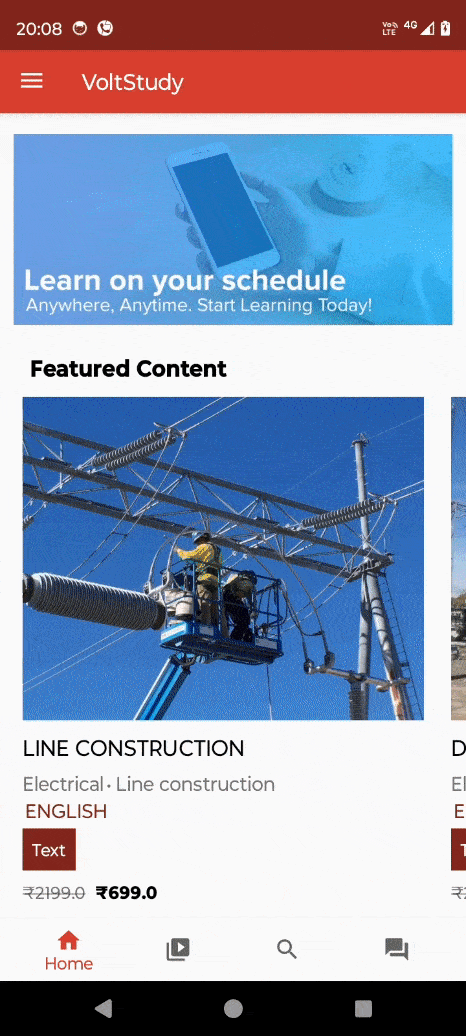 20:08
Vo)) LTE 4G
VoltStudy
Learn on your schedule
Anywhere, Anytime. Start Learning Today!
Featured Content
LINE CONSTRUCTION
D
Electrical · Line construction
El
ENGLISH
E
Text
T
₹2199.0 ₹699.0
Home